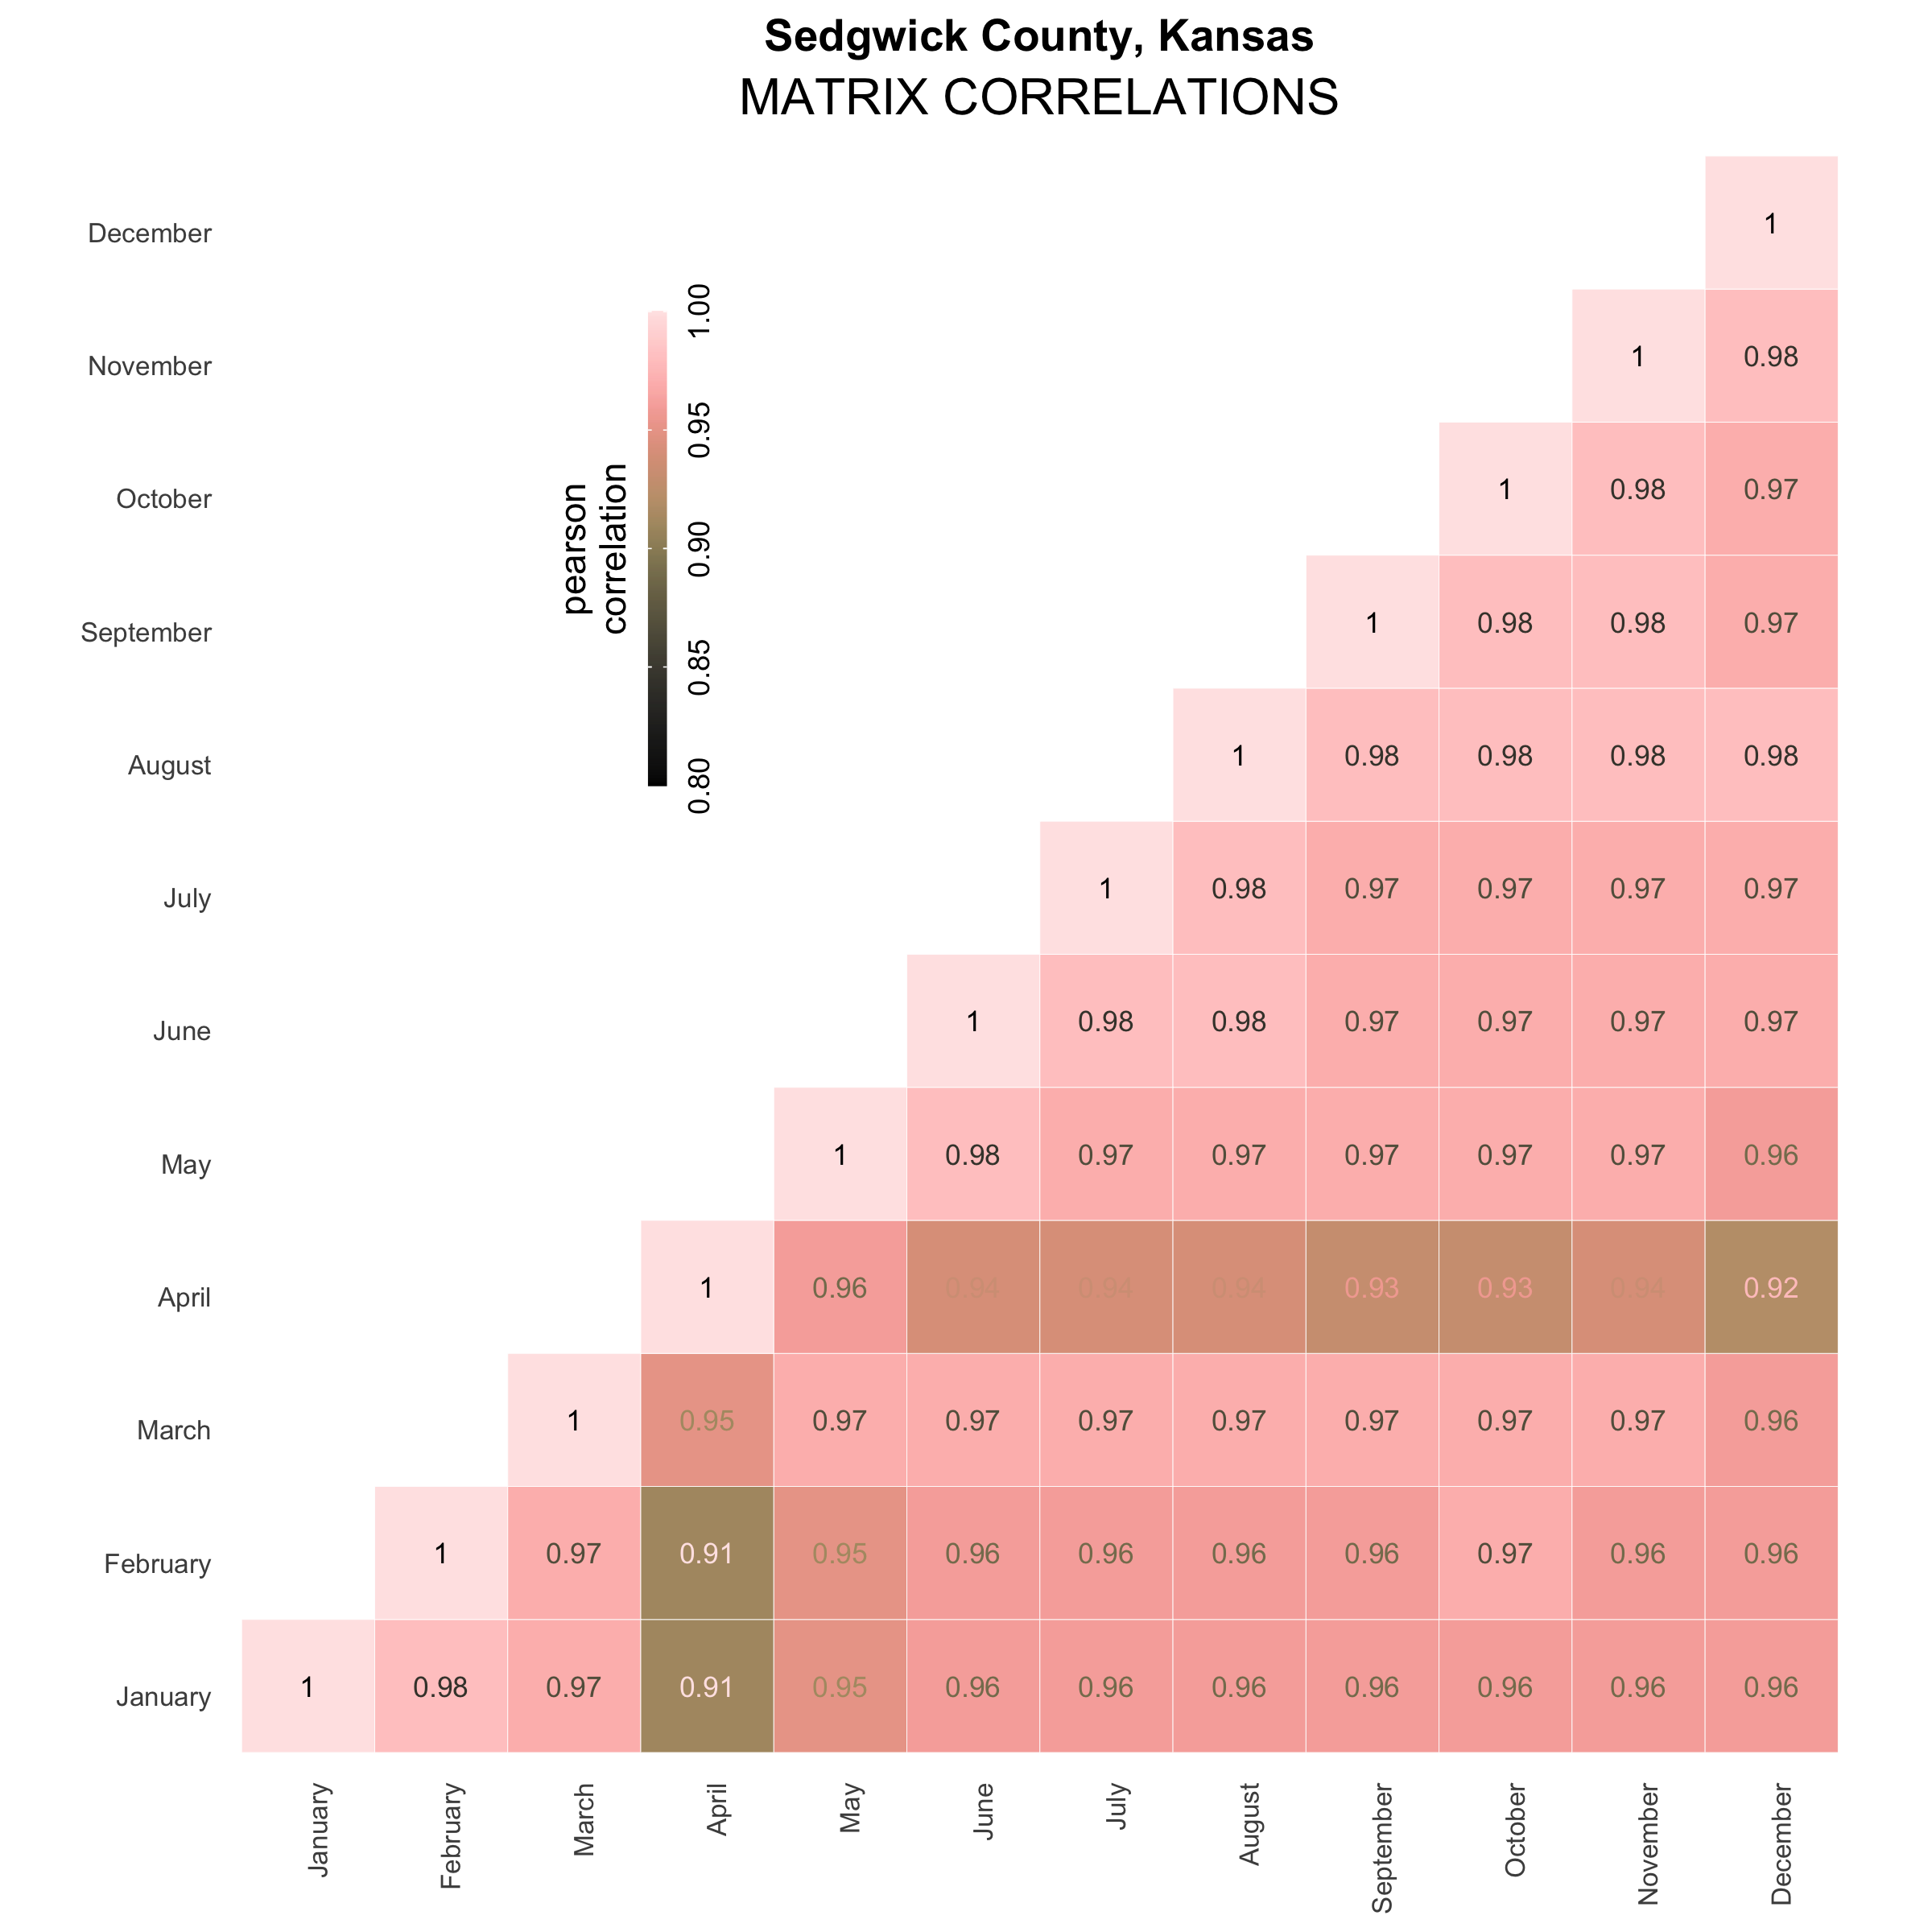 Sedgwick County, Kansas
MATRIX CORRELATIONS
December
1
November
1 0.98
October
1 0.98 0.97
September
1 0.98 0.98 0.97
August
1 0.98 0.98 0.98 0.98
July
1 0.98 0.97 0.97 0.97 0.97
June
1 0.98 0.98 0.97 0.97 0.97 0.97
May
1 0.98 0.97 0.97 0.97 0.97 0.97 0.96
April
1 0.96 0.94 0.94 0.94 0.93 0.93 0.94 0.92
March
1 0.95 0.97 0.97 0.97 0.97 0.97 0.97 0.97 0.96
February
1 0.97 0.91 0.95 0.96 0.96 0.96 0.96 0.97 0.96 0.96
January
1 0.98 0.97 0.91 0.95 0.96 0.96 0.96 0.96 0.96 0.96 0.96
pearson
correlation
1.00
0.95
0.90
0.85
0.80
January
February
March
April
May
June
July
August
September
October
November
December